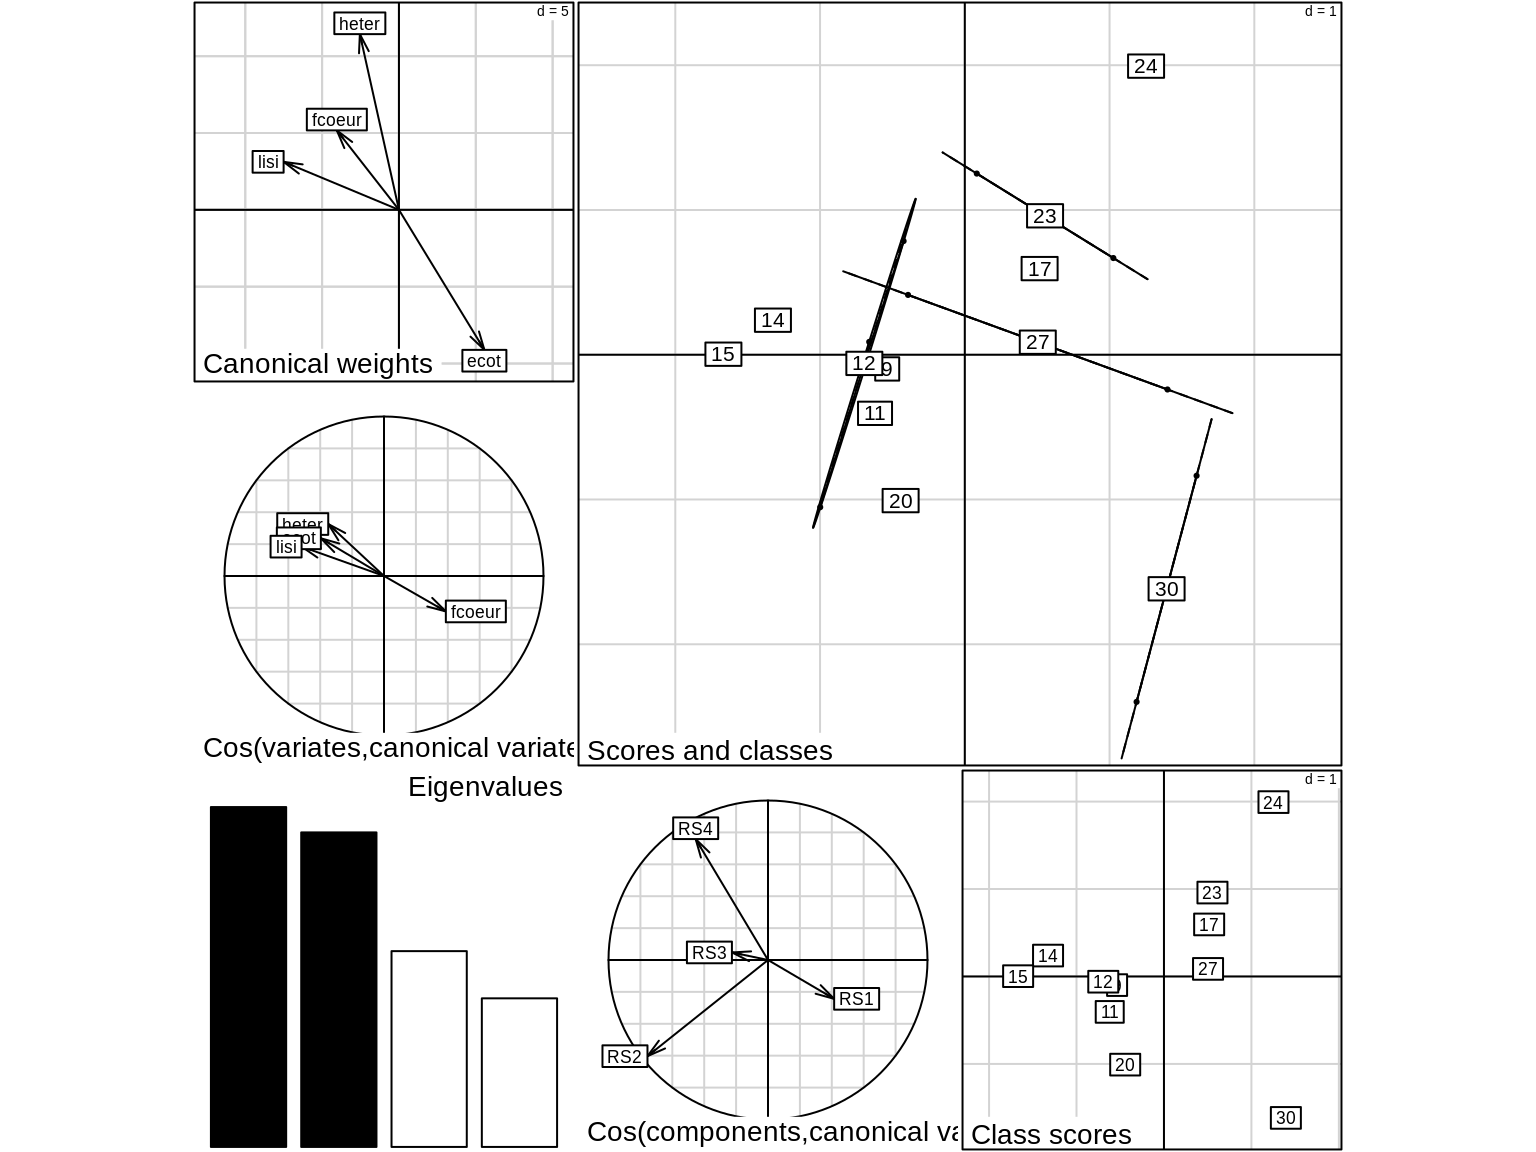 d = 5
heter
fcoeur
lisi
ecot
Canonical weights
d = 1
24
23
17
14
27
15
12
9
11
20
30
Scores and classes
heter
lisi
fcoeur
Cos(variates,canonical
Eigenvalues
RS4
RS3
RS1
RS2
Cos(components,canonical
d = 1
24
23
17
14
27
15
12
11
20
30
Class scores